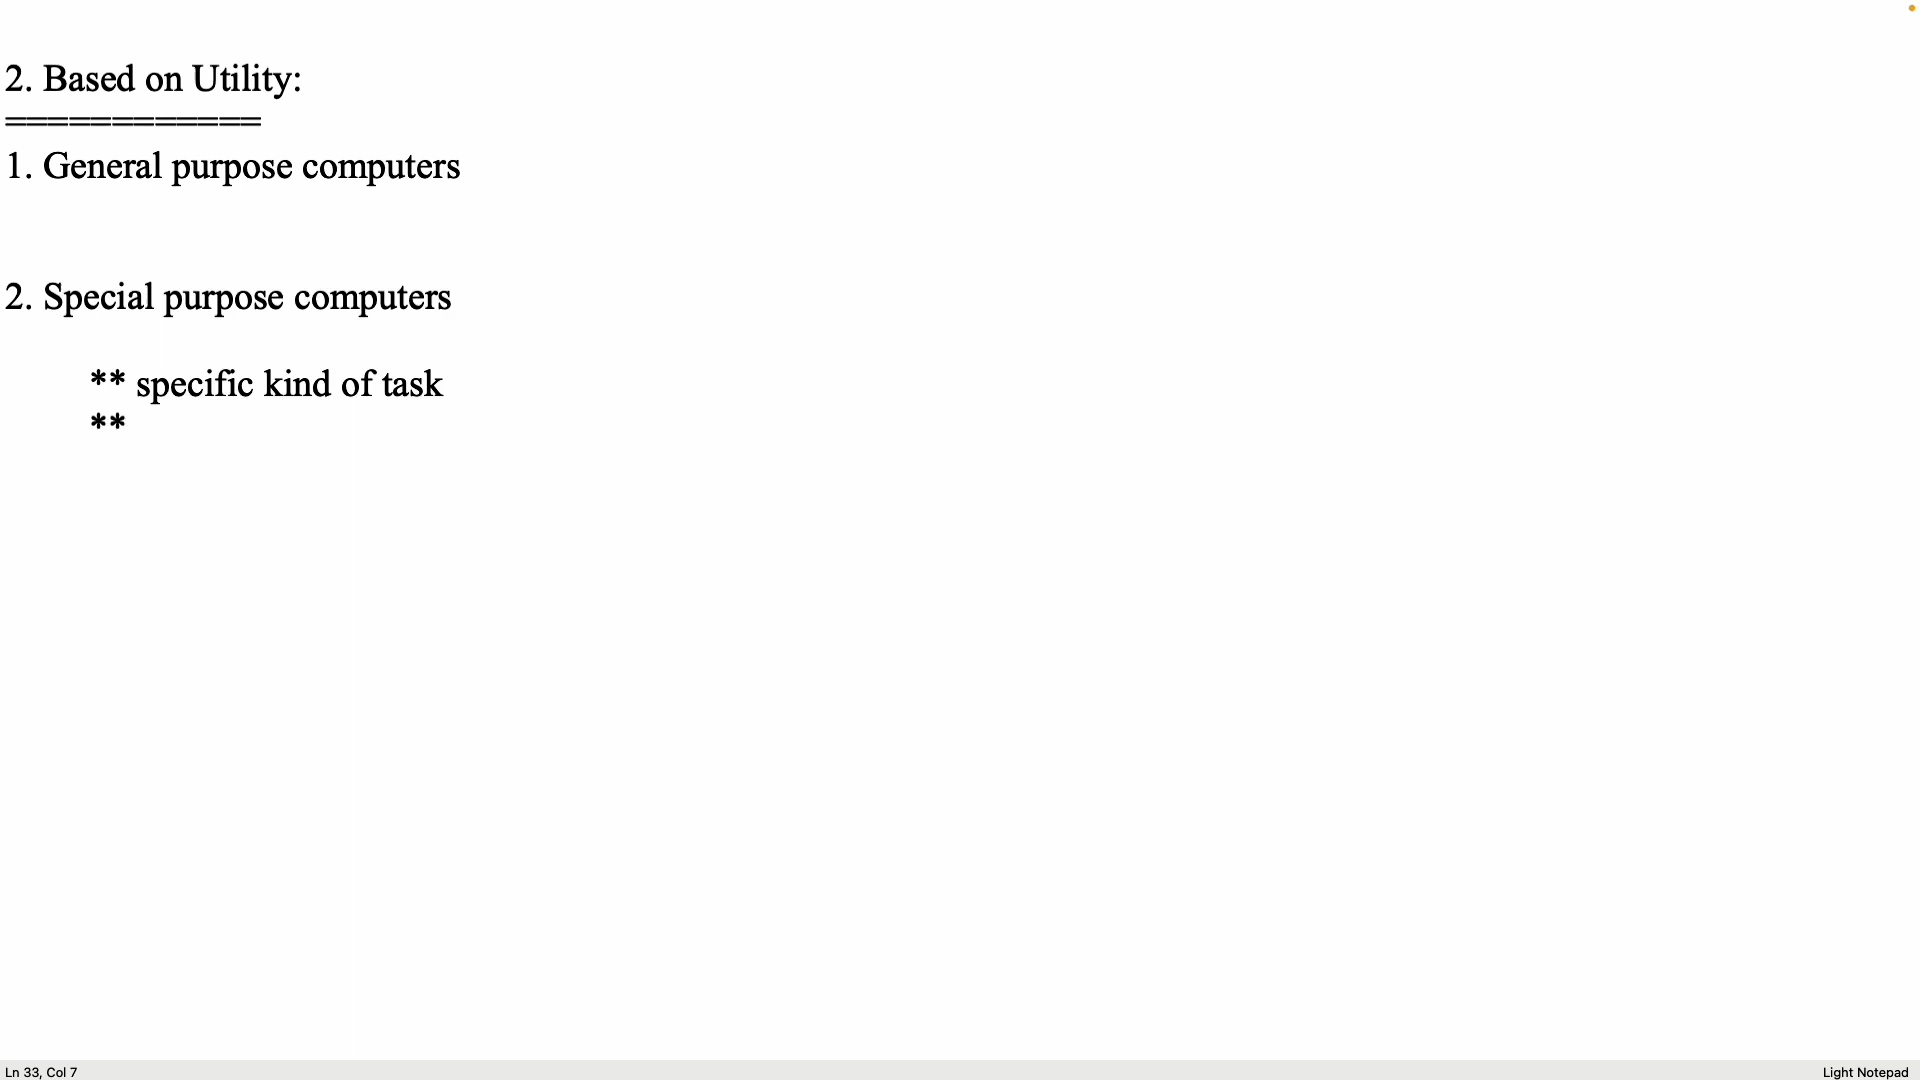 2. Based on Utility:
============
1. General purpose computers
2. Special purpose computers
** specific kind of task
**
Ln 33, Col 7
Light Notepad